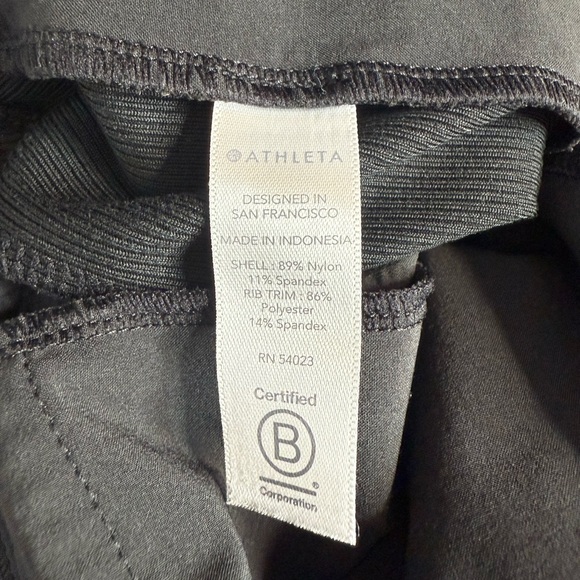 ATHLETA
DESIGNED IN
SAN FRANCISCO
MADE IN INDONESIA
SHELL : 89% Nylon
11% Spandex
RIB TRIM : 86%
Polyester
14% Spandex
RN 54023
Certified
B
®
Corporation